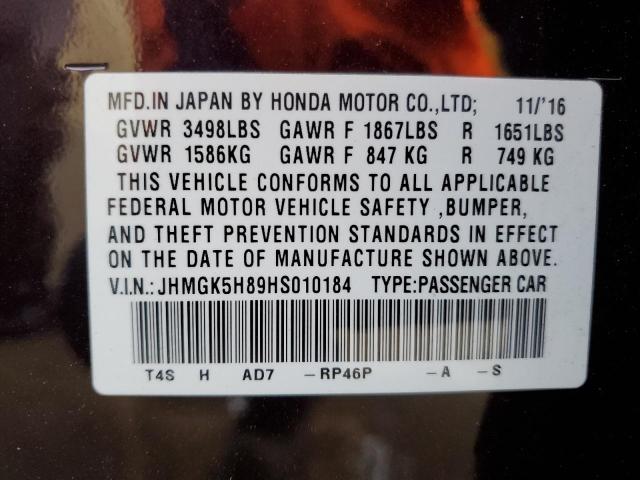 MFD.IN JAPAN BY HONDA MOTOR CO.,LTD; 11/'16
GVWR 3498LBS GAWR F 1867LBS R 1651LBS
GVWR 1586KG GAWR F 847 KG R 749 KG
THIS VEHICLE CONFORMS TO ALL APPLICABLE
FEDERAL MOTOR VEHICLE SAFETY ,BUMPER,
AND THEFT PREVENTION STANDARDS IN EFFECT
ON THE DATE OF MANUFACTURE SHOWN ABOVE.
V.I.N.:JHMGK5H89HS010184 TYPE:PASSENGER CAR
T4S H AD7 -RP46P -A -S